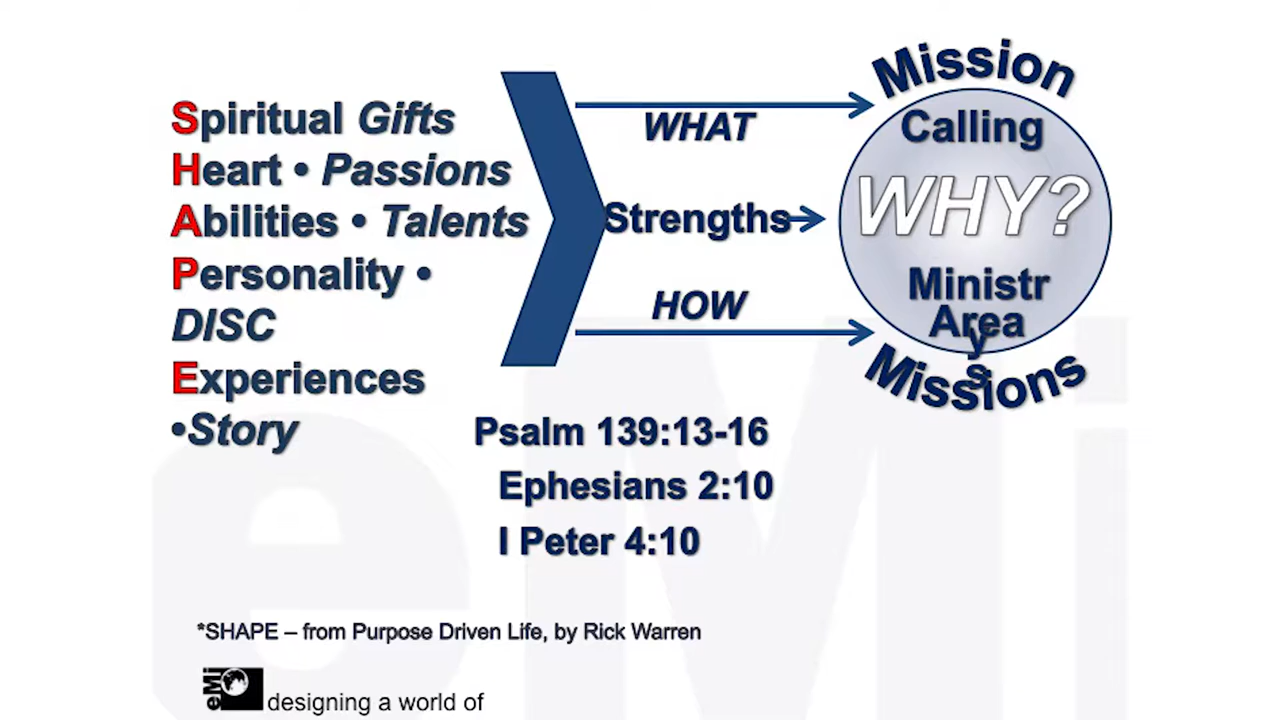 Spiritual Gifts
Heart • Passions
Abilities • Talents
Personality •
DISC
Experiences
•Story
WHAT
Strengths
HOW
Mission
Calling
WHY?
Ministr
Area
y
s
Missions
Psalm 139:13-16
Ephesians 2:10
I Peter 4:10
*SHAPE – from Purpose Driven Life, by Rick Warren
eMi
designing a world of
eMi